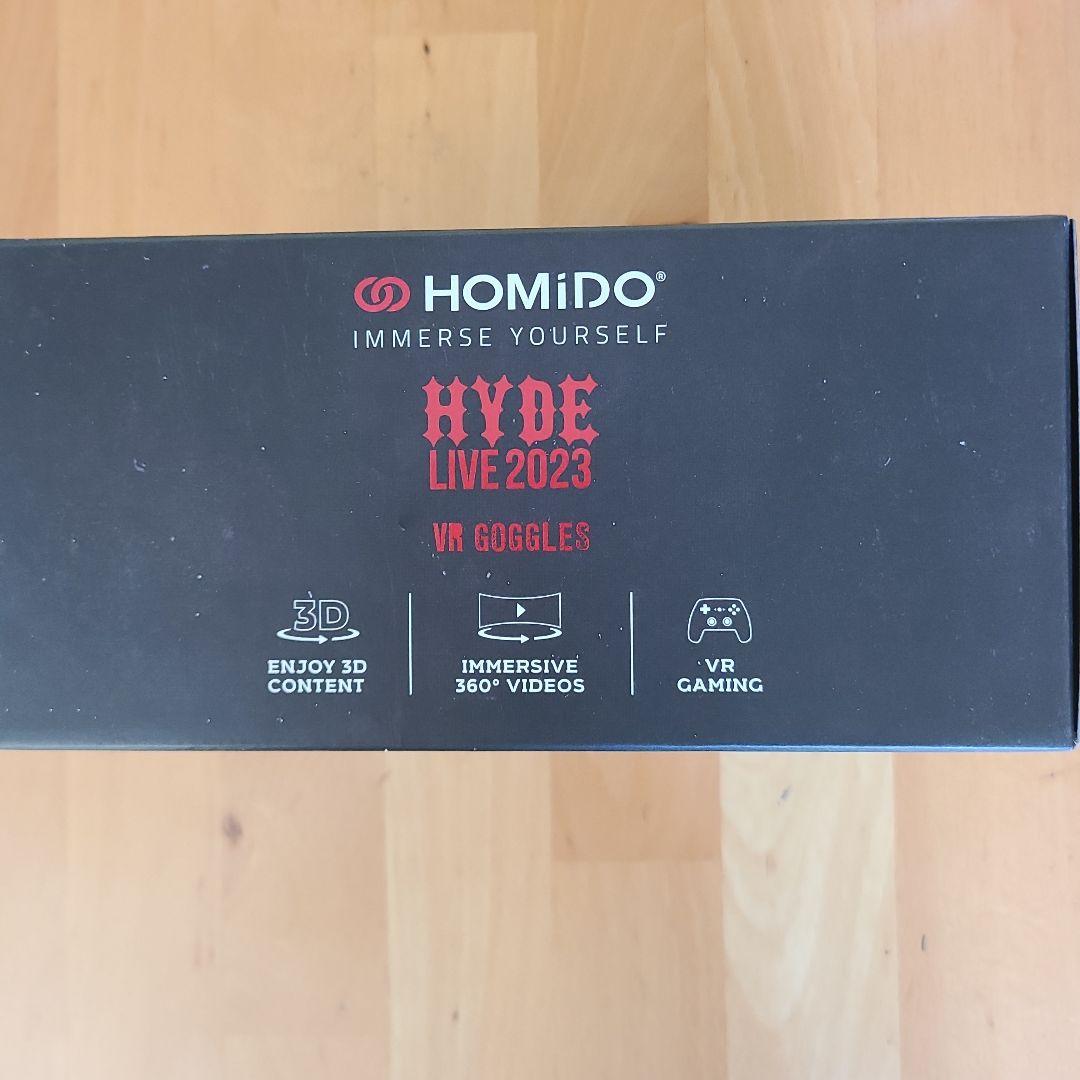 HOMiDO®
IMMERSE YOURSELF
HYDE
LIVE 2023
VR GOGGLES
3D
ENJOY 3D
CONTENT
IMMERSIVE
360° VIDEOS
VR
GAMING